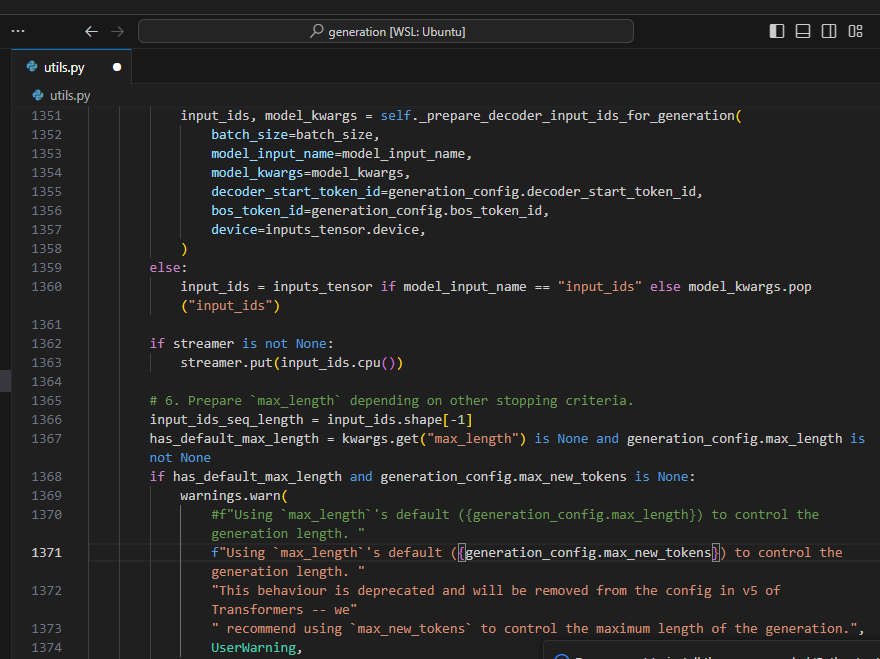 generation [WSL: Ubuntu]
utils.py
utils.py
1351 input_ids, model_kwargs = self._prepare_decoder_input_ids_for_generation(
1352 batch_size=batch_size,
1353 model_input_name=model_input_name,
1354 model_kwargs=model_kwargs,
1355 decoder_start_token_id=generation_config.decoder_start_token_id,
1356 bos_token_id=generation_config.bos_token_id,
1357 device=inputs_tensor.device,
1358 )
1359 else:
1360 input_ids = inputs_tensor if model_input_name == "input_ids" else model_kwargs.pop
("input_ids")
1361
1362 if streamer is not None:
1363 streamer.put(input_ids.cpu())
1364
1365 # 6. Prepare `max_length` depending on other stopping criteria.
1366 input_ids_seq_length = input_ids.shape[-1]
1367 has_default_max_length = kwargs.get("max_length") is None and generation_config.max_length is
not None
1368 if has_default_max_length and generation_config.max_new_tokens is None:
1369 warnings.warn(
1370 #f"Using `max_length`'s default ({generation_config.max_length}) to control the
generation length. "
1371 f"Using `max_length`'s default ({generation_config.max_new_tokens}) to control the
generation length. "
1372 "This behaviour is deprecated and will be removed from the config in v5 of
Transformers -- we"
1373 " recommend using `max_new_tokens` to control the maximum length of the generation.",
1374 UserWarning,